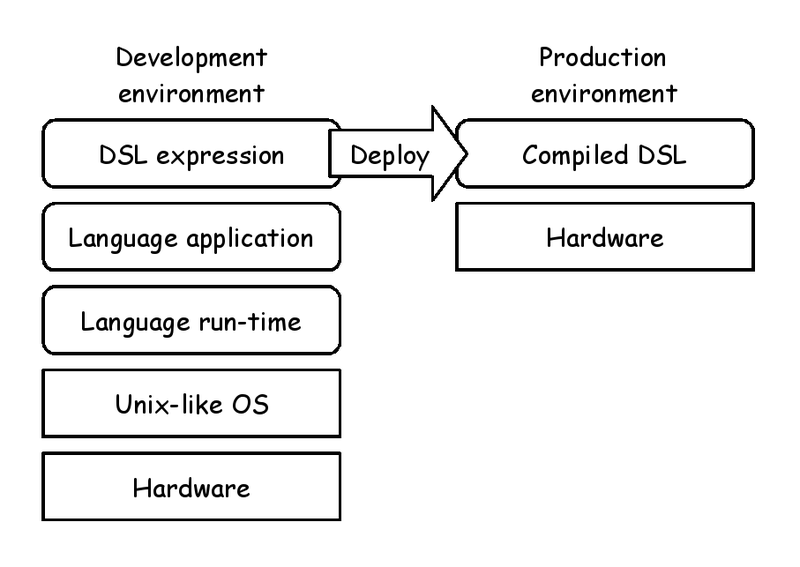 Development
environment
DSL expression
Language application
Language run-time
Unix-like OS
Hardware
Deploy
Production
environment
Compiled DSL
Hardware